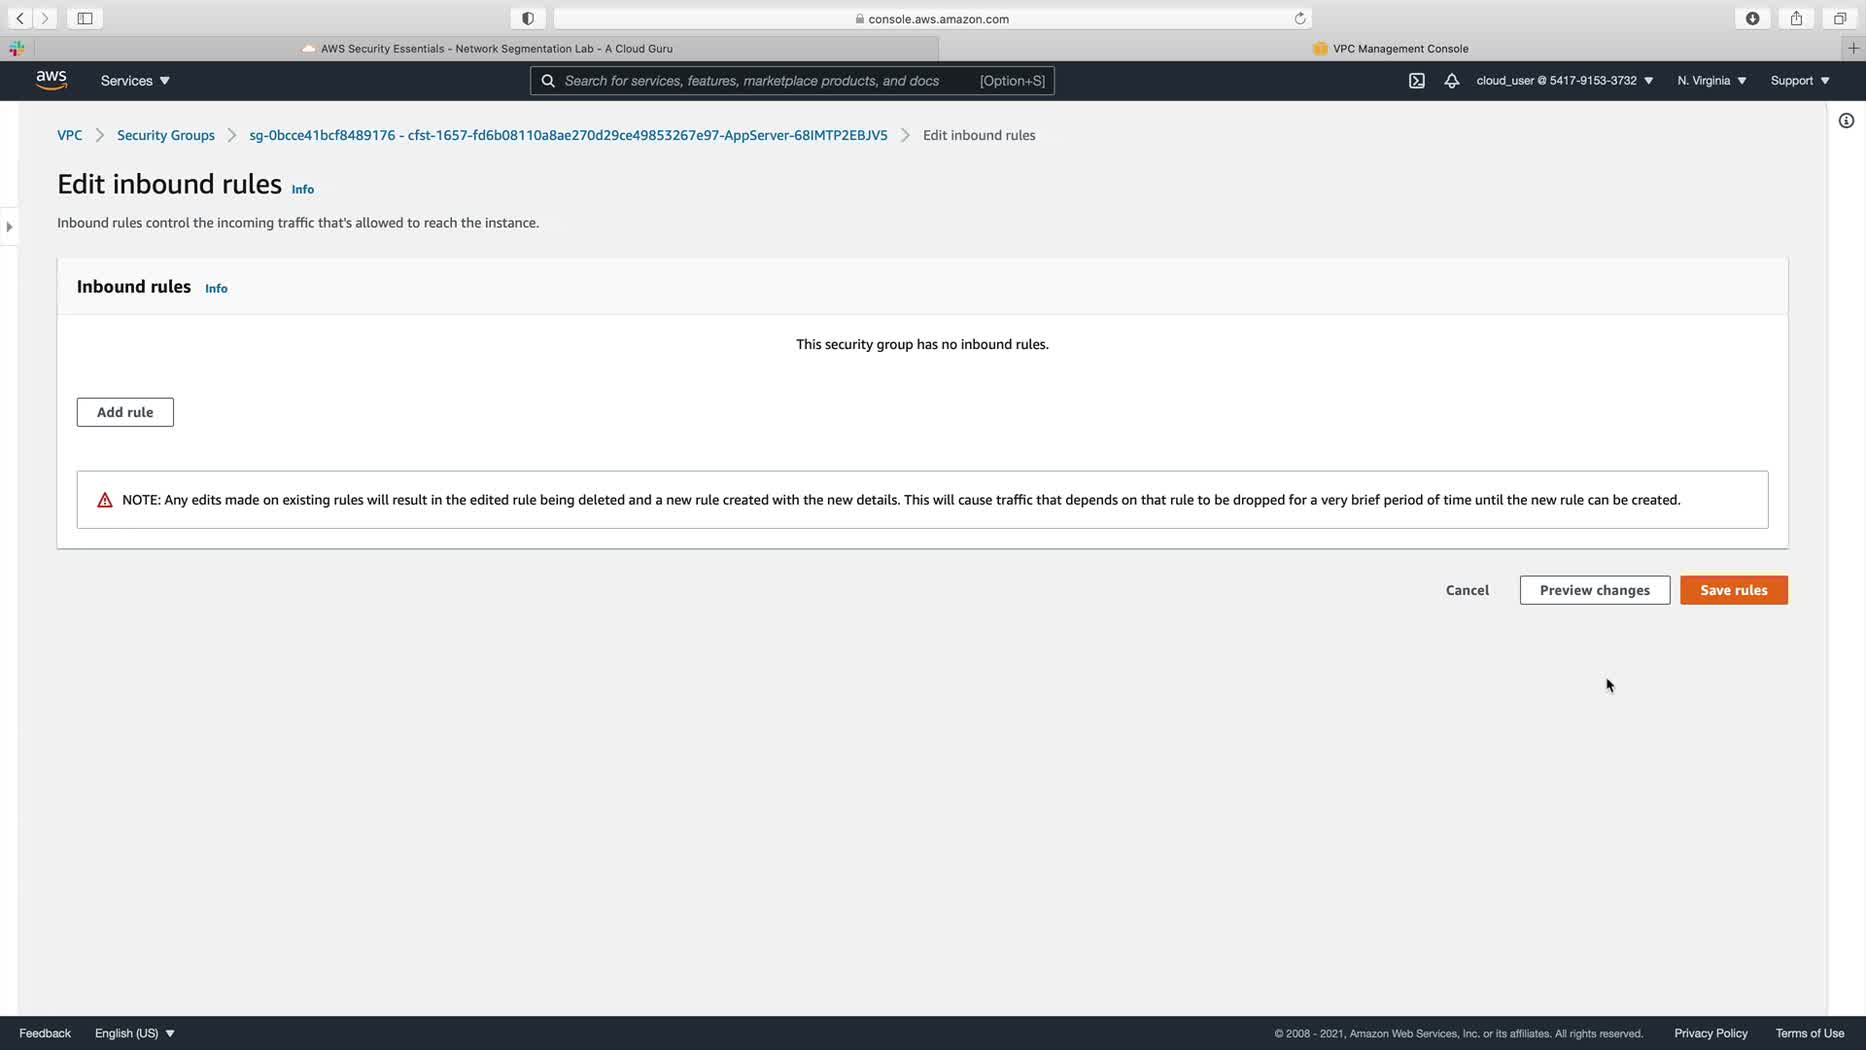 console.aws.amazon.com
AWS Security Essentials - Network Segmentation Lab - A Cloud Guru
VPC Management Console
aws
Services
Search for services, features, marketplace products, and docs
[Option+S]
cloud_user @ 5417-9153-3732
N. Virginia
Support
VPC
Security Groups
sg-0bcce41bcf8489176 - cfst-1657-fd6b08110a8ae270d29ce49853267e97-AppServer-68IMTP2EBJV5
Edit inbound rules
Edit inbound rules Info
Inbound rules control the incoming traffic that's allowed to reach the instance.
Inbound rules Info
This security group has no inbound rules.
Add rule
NOTE: Any edits made on existing rules will result in the edited rule being deleted and a new rule created with the new details. This will cause traffic that depends on that rule to be dropped for a very brief period of time until the new rule can be created.
Cancel
Preview changes
Save rules
Feedback
English (US)
© 2008 - 2021, Amazon Web Services, Inc. or its affiliates. All rights reserved.
Privacy Policy
Terms of Use